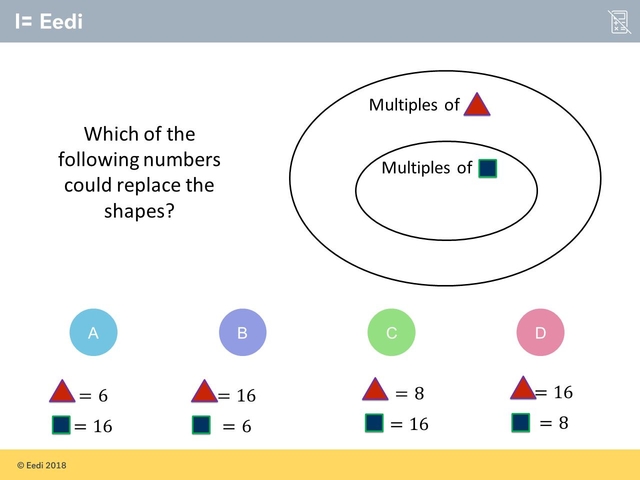 Eedi
Multiples of
Multiples of
Which of the
following numbers
could replace the
shapes?
A
B
C
D
= 6
= 16
= 16
= 6
= 8
= 16
= 16
= 8
© Eedi 2018